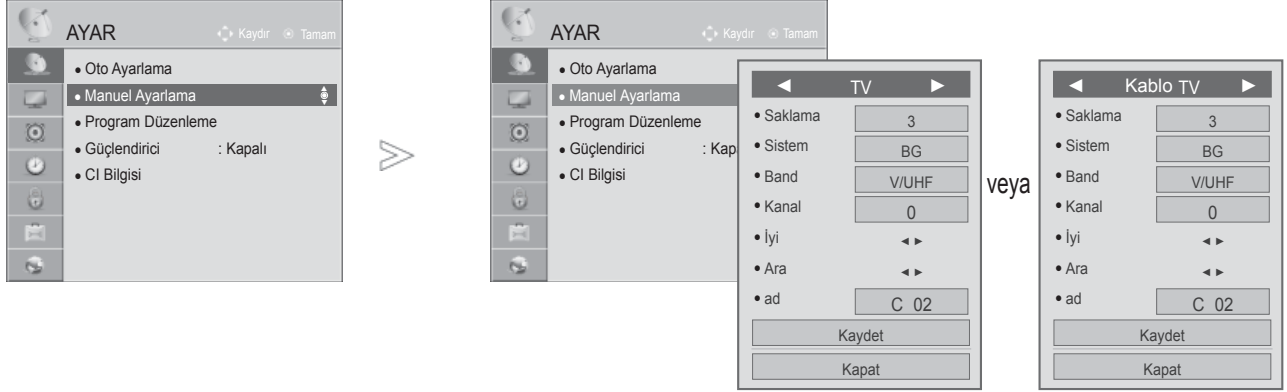 AYAR Kaydır Tamam
• Oto Ayarlama
• Manuel Ayarlama
• Program Düzenleme
• Güçlendirici : Kapalı
• CI Bilgisi
AYAR Kaydır Tamam
• Oto Ayarlama
• Manuel Ayarlama
• Program Düzenleme
• Güçlendirici : Kapa
• CI Bilgisi
◄ TV ►
• Saklama 3
• Sistem BG
• Band V/UHF
• Kanal 0
• İyi ◄ ►
• Ara ◄ ►
• ad C 02
Kaydet
Kapat
veya
◄ Kablo TV ►
• Saklama 3
• Sistem BG
• Band V/UHF
• Kanal 0
• İyi ◄ ►
• Ara ◄ ►
• ad C 02
Kaydet
Kapat